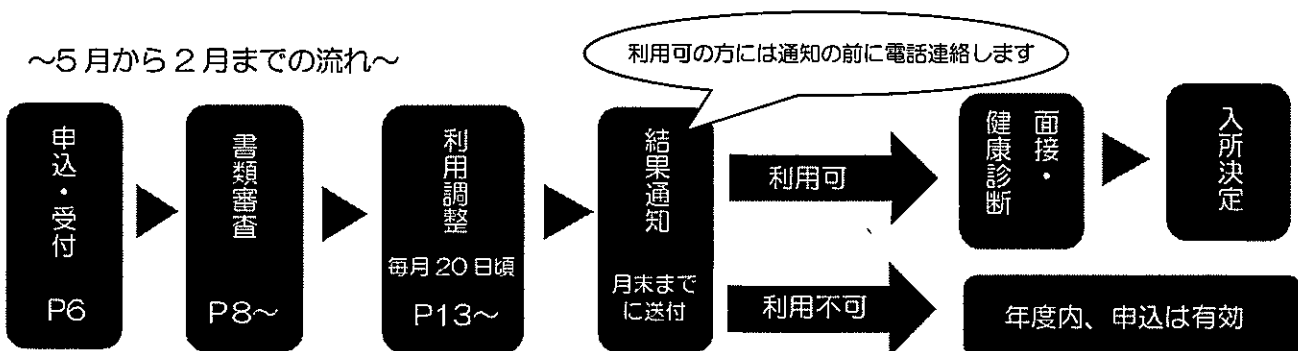 ～5月から2月までの流れ～
利用可の方には通知の前に電話連絡します
申込・受付
P6
書類審査
P8～
利用調整
毎月20日頃
P13～
結果通知
月末まで
に送付
利用可
面接・
健康診断
入所決定
利用不可
年度内、申込は有効